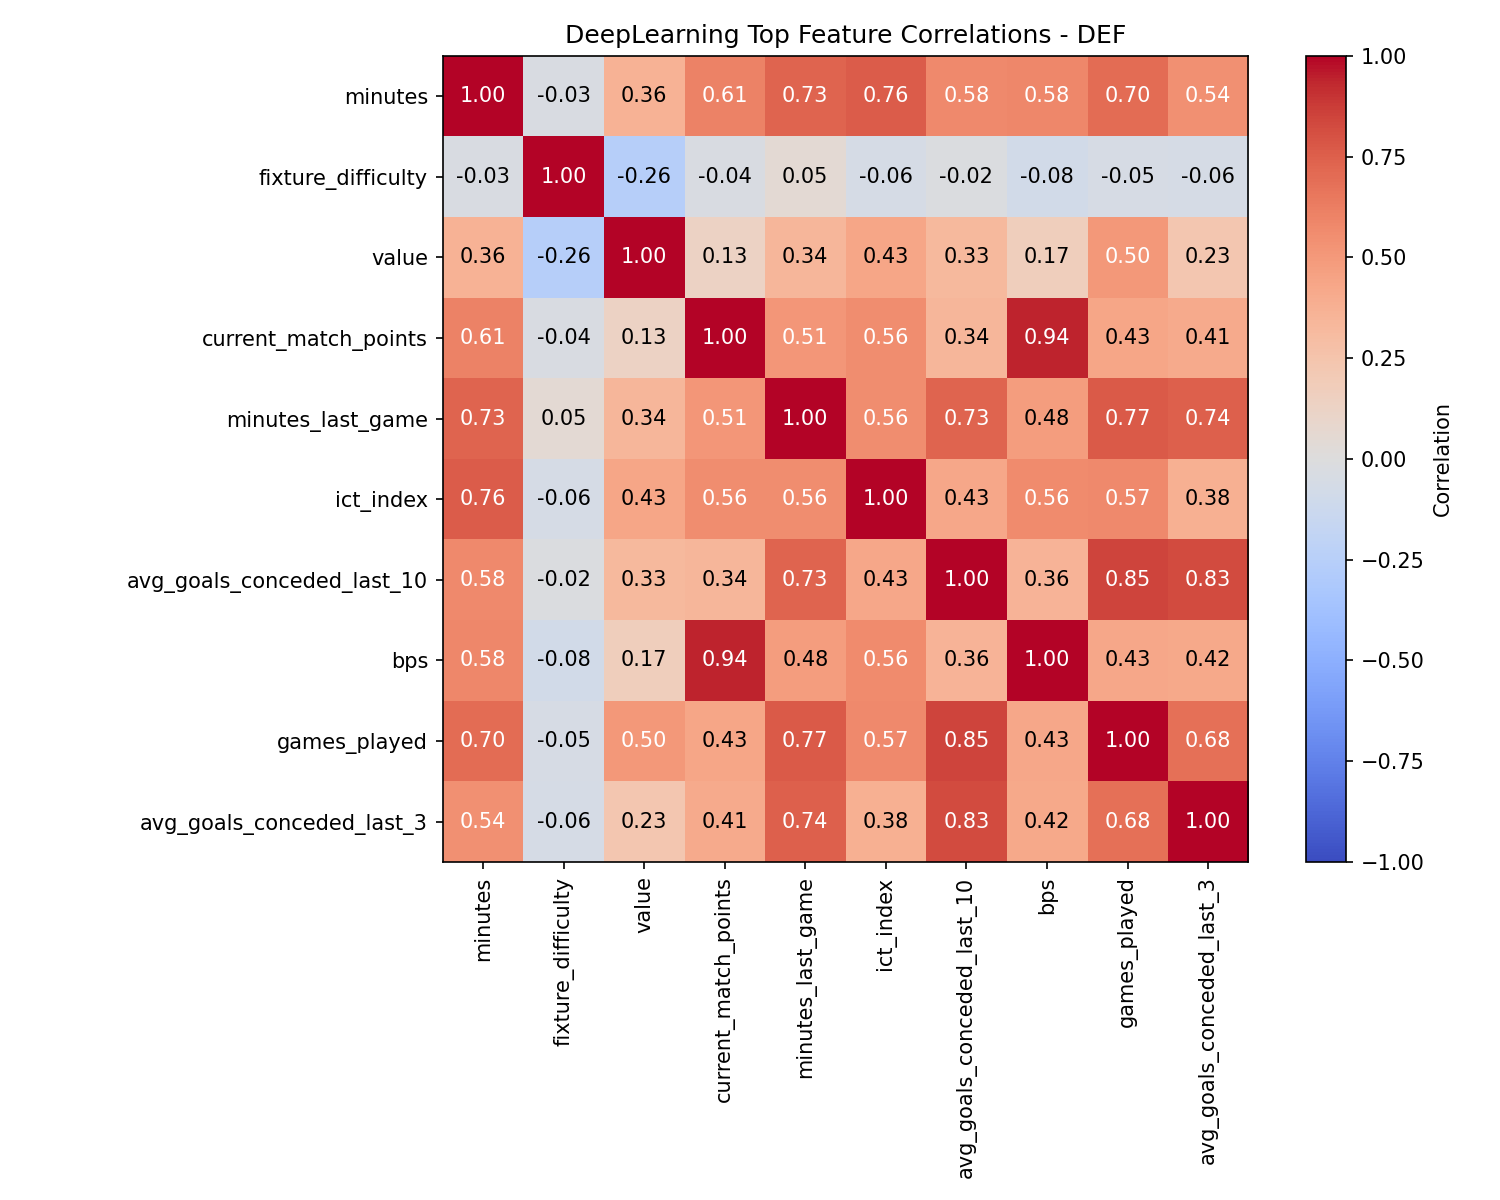 DeepLearning Top Feature Correlations - DEF
minutes 1.00 -0.03 0.36 0.61 0.73 0.76 0.58 0.58 0.70 0.54
fixture_difficulty -0.03 1.00 -0.26 -0.04 0.05 -0.06 -0.02 -0.08 -0.05 -0.06
value 0.36 -0.26 1.00 0.13 0.34 0.43 0.33 0.17 0.50 0.23
current_match_points 0.61 -0.04 0.13 1.00 0.51 0.56 0.34 0.94 0.43 0.41
minutes_last_game 0.73 0.05 0.34 0.51 1.00 0.56 0.73 0.48 0.77 0.74
ict_index 0.76 -0.06 0.43 0.56 0.56 1.00 0.43 0.56 0.57 0.38
avg_goals_conceded_last_10 0.58 -0.02 0.33 0.34 0.73 0.43 1.00 0.36 0.85 0.83
bps 0.58 -0.08 0.17 0.94 0.48 0.56 0.36 1.00 0.43 0.42
games_played 0.70 -0.05 0.50 0.43 0.77 0.57 0.85 0.43 1.00 0.68
avg_goals_conceded_last_3 0.54 -0.06 0.23 0.41 0.74 0.38 0.83 0.42 0.68 1.00
minutes
fixture_difficulty
value
current_match_points
minutes_last_game
ict_index
avg_goals_conceded_last_10
bps
games_played
avg_goals_conceded_last_3
1.00
0.75
0.50
0.25
0.00
−0.25
−0.50
−0.75
−1.00
Correlation